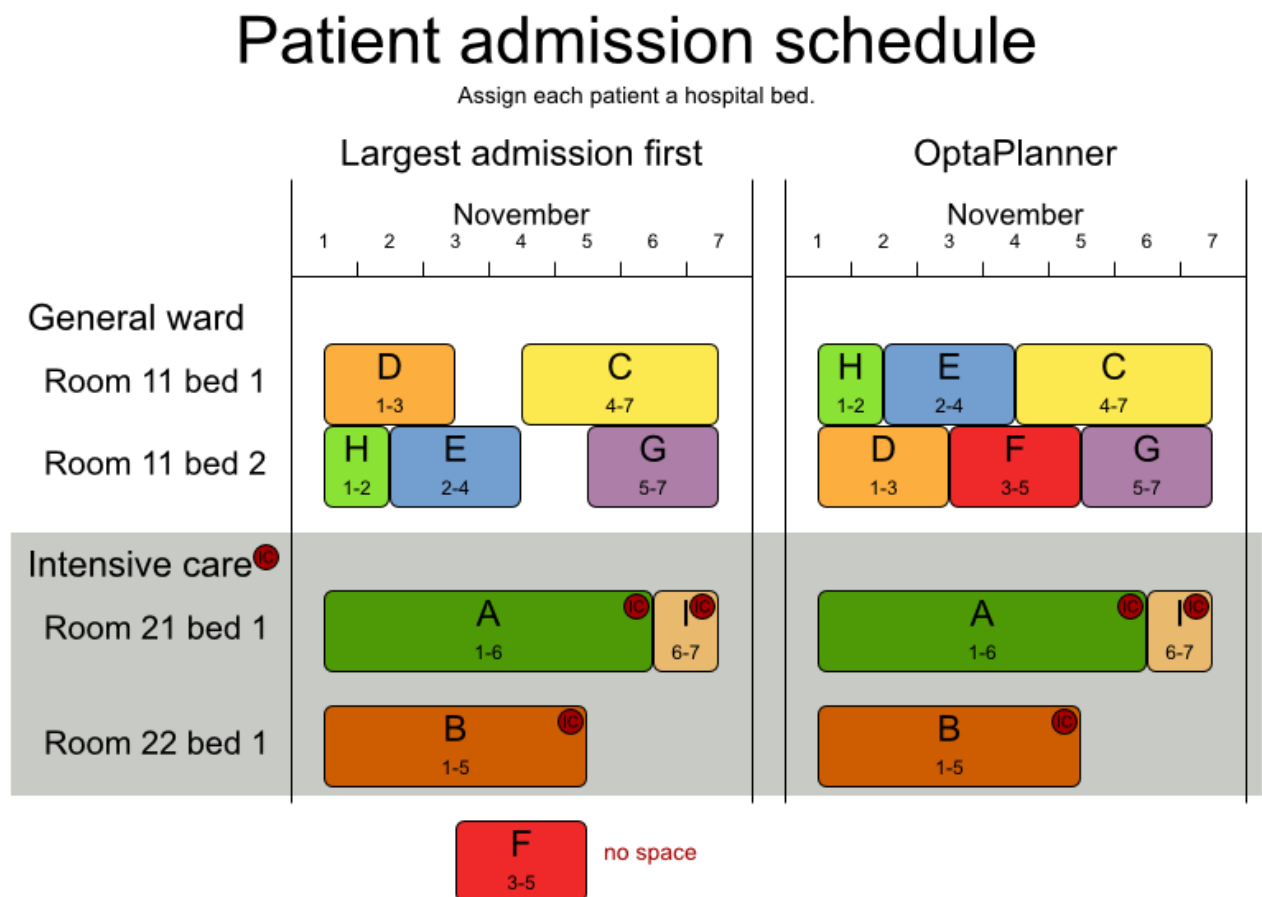 Patient admission schedule
Assign each patient a hospital bed.
Largest admission first
OptaPlanner
November
November
1 2 3 4 5 6 7
1 2 3 4 5 6 7
General ward
Room 11 bed 1
D
1-3
C
4-7
H
1-2
E
2-4
C
4-7
Room 11 bed 2
H
1-2
E
2-4
G
5-7
D
1-3
F
3-5
G
5-7
Intensive care IC
Room 21 bed 1
A
IC
1-6
I
IC
6-7
A
IC
1-6
I
IC
6-7
Room 22 bed 1
B
IC
1-5
B
IC
1-5
F
3-5
no space